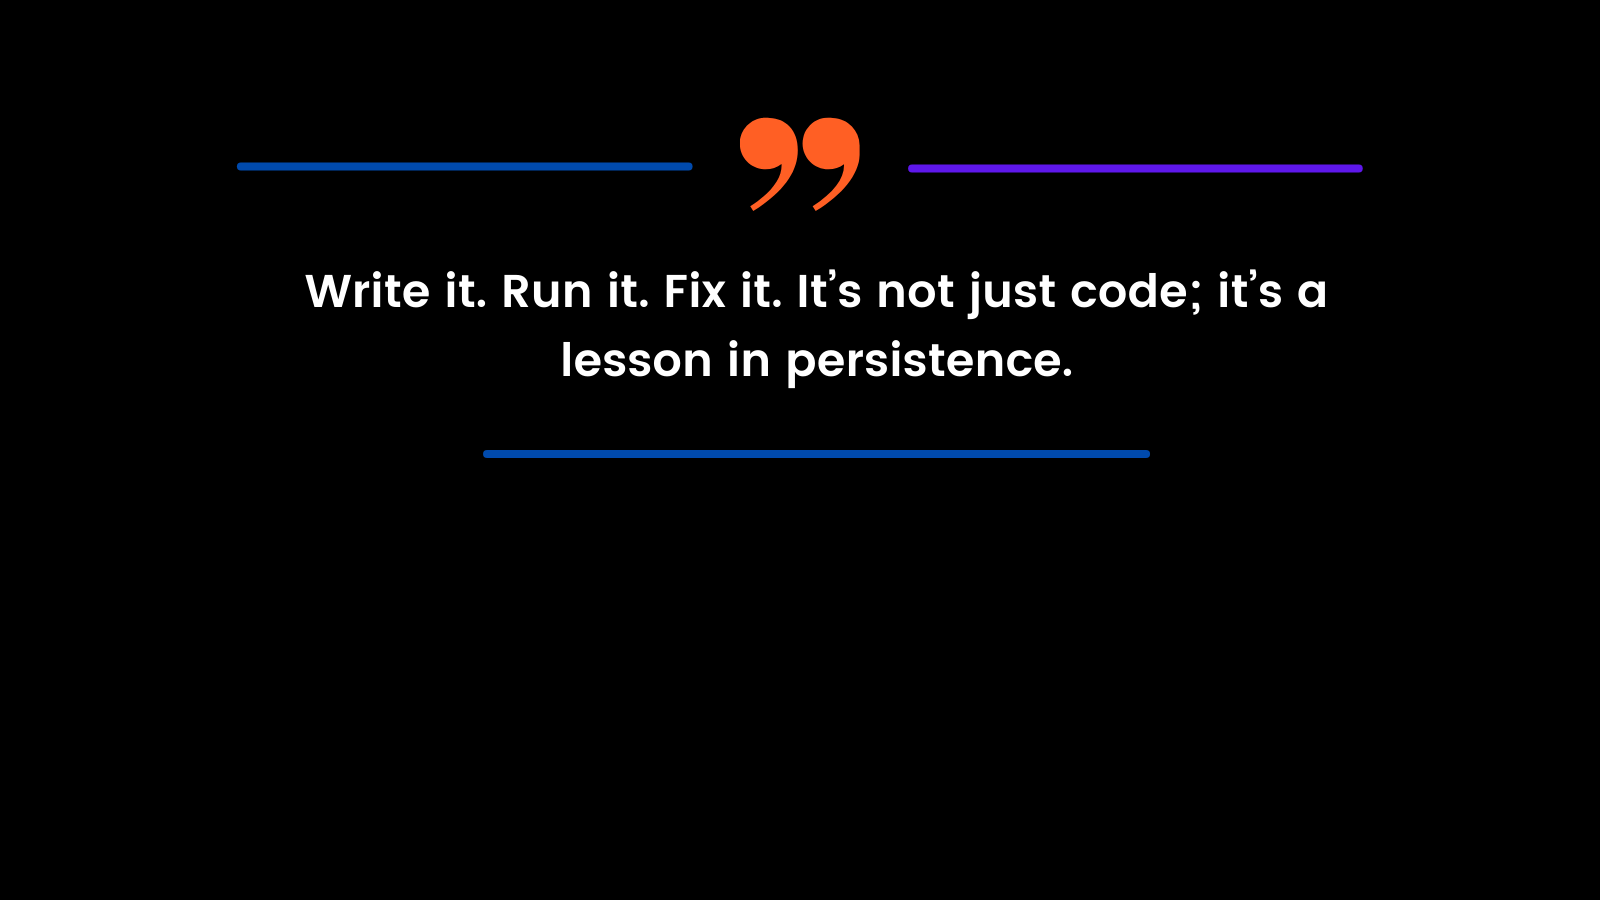 ”
Write it. Run it. Fix it. It’s not just code; it’s a
lesson in persistence.